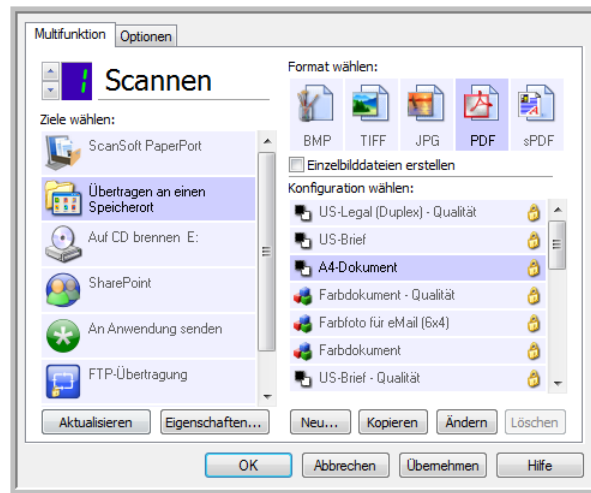 Multifunktion
Optionen
1 Scannen
Ziele wählen:
ScanSoft PaperPort
Übertragen an einen
Speicherort
Auf CD brennen E:
SharePoint
An Anwendung senden
FTP-Übertragung
Aktualisieren
Eigenschaften...
Format wählen:
BMP
TIFF
JPG
PDF
sPDF
Einzelbilddateien erstellen
Konfiguration wählen:
US-Legal (Duplex) - Qualität
US-Brief
A4-Dokument
Farbdokument - Qualität
Farbfoto für eMail (6x4)
Farbdokument
US-Brief - Qualität
Neu...
Kopieren
Ändern
Löschen
OK
Abbrechen
Übernehmen
Hilfe